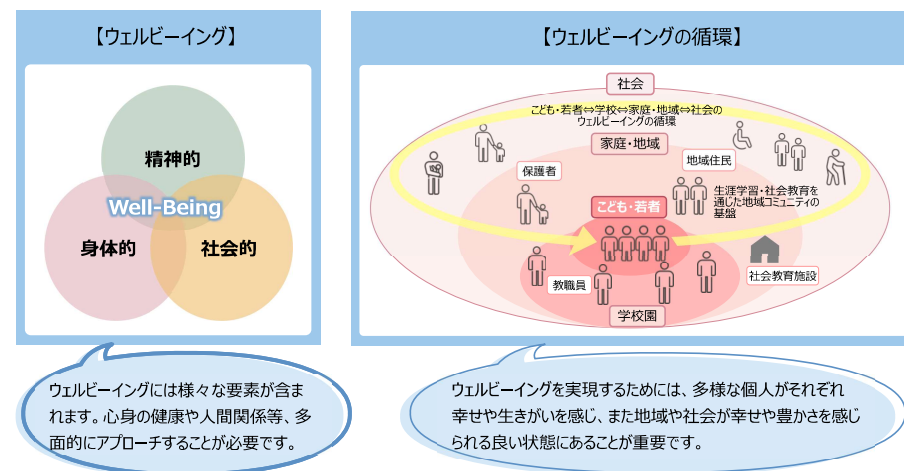 【ウェルビーイング】
精神的
Well-Being
身体的
社会的
ウェルビーイングには様々な要素が含ま
れます。心身の健康や人間関係等、多
面的にアプローチすることが必要です。
【ウェルビーイングの循環】
社会
こども・若者⇔学校⇔家庭・地域⇔社会の
ウェルビーイングの循環
家庭・地域
地域住民
保護者
生涯学習・社会教育を
通じた地域コミュニティの
基盤
こども・若者
社会教育施設
教職員
学校園
ウェルビーイングを実現するためには、多様な個人がそれぞれ
幸せや生きがいを感じ、また地域や社会が幸せや豊かさを感じ
られる良い状態にあることが重要です。